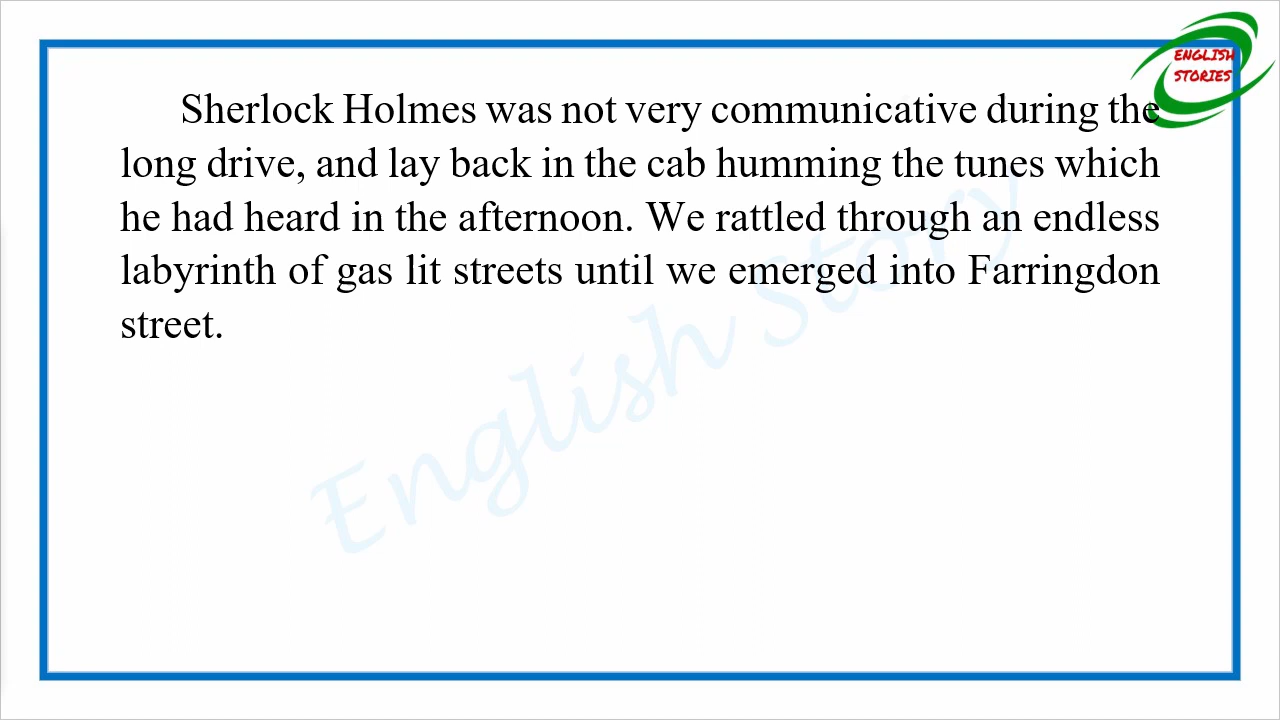 ENGLISH
STORIES
Sherlock Holmes was not very communicative during the
long drive, and lay back in the cab humming the tunes which
he had heard in the afternoon. We rattled through an endless
labyrinth of gas lit streets until we emerged into Farringdon
street.
English Story